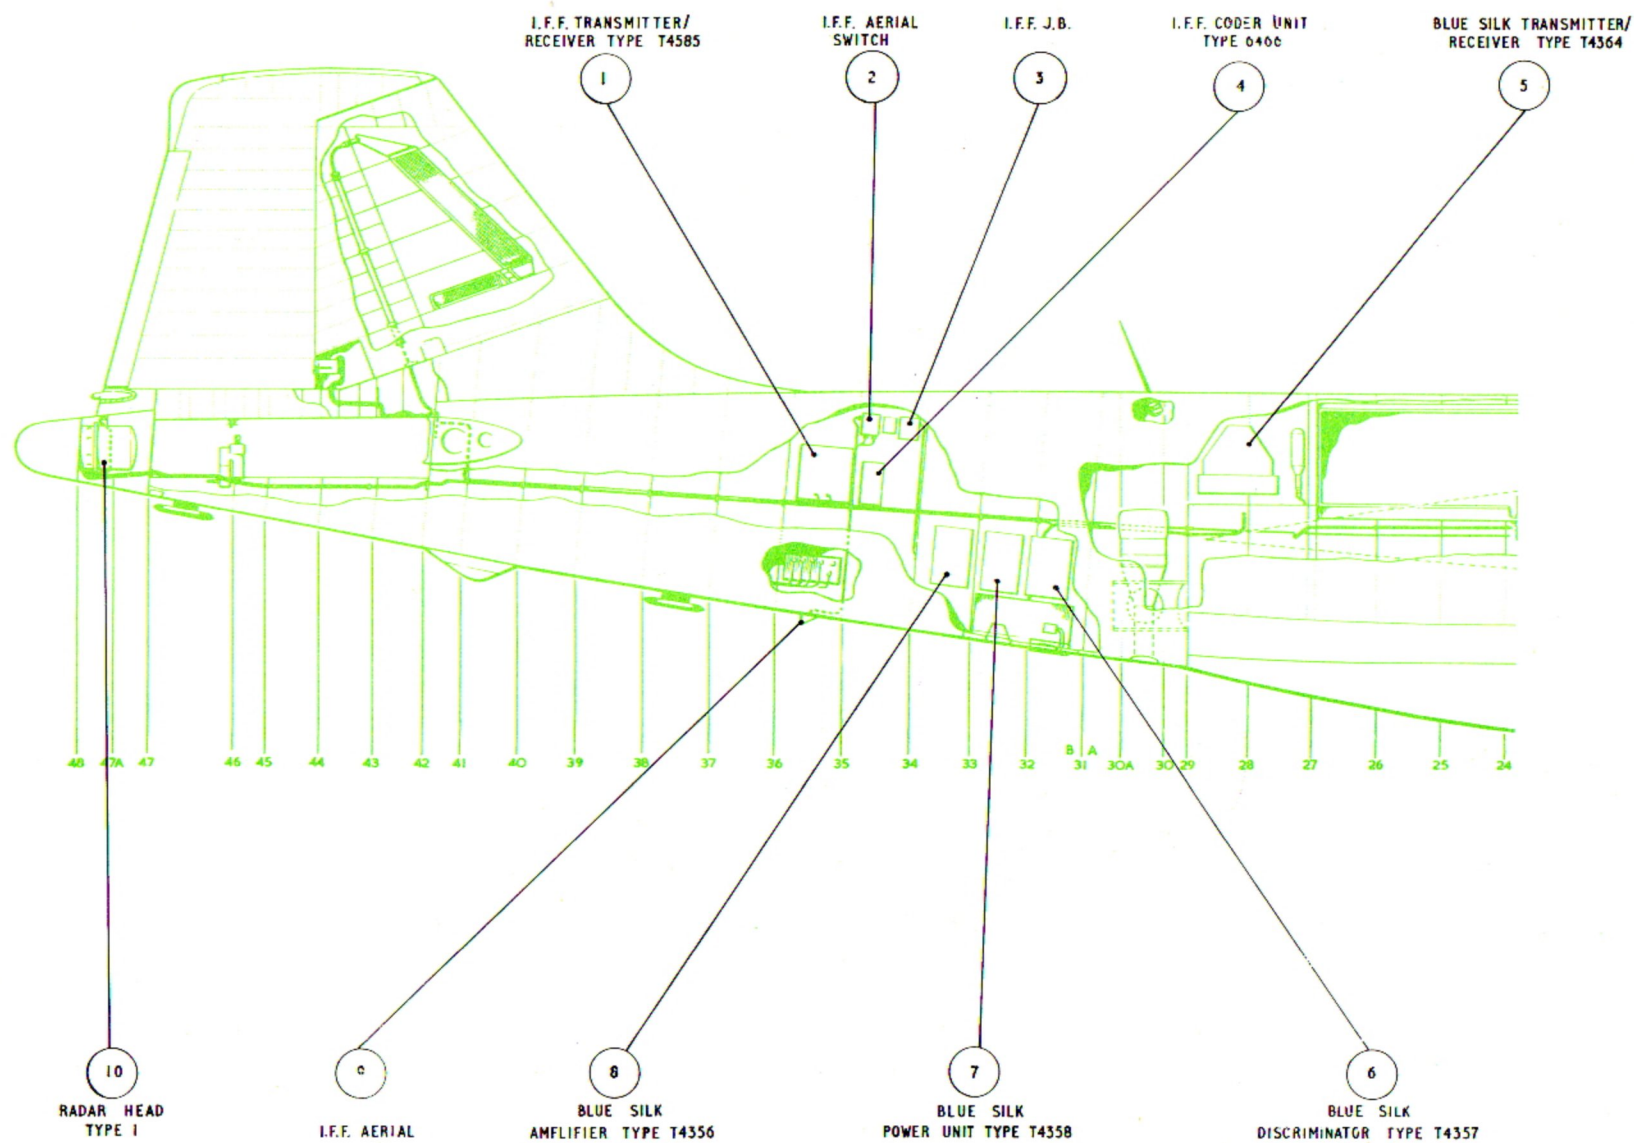 I.F.F. TRANSMITTER/
RECEIVER TYPE T4585
1
I.F.F. AERIAL
SWITCH
2
I.F.F. J.B.
3
I.F.F. CODER UNIT
TYPE
4
BLUE SILK TRANSMITTER/
RECEIVER TYPE T4364
5
48 47A 47 46 45 44 43 42 41 40 39 38 37 36 35 34 33 32 B A 31 30A 30 29 28 27 26 25 24
10
RADAR HEAD
TYPE I
I.F.F. AERIAL
8
BLUE SILK
AMFLIFIER TYPE T4356
7
BLUE SILK
POWER UNIT TYPE T4358
6
BLUE SILK
DISCRIMINATOR TYPE T4357